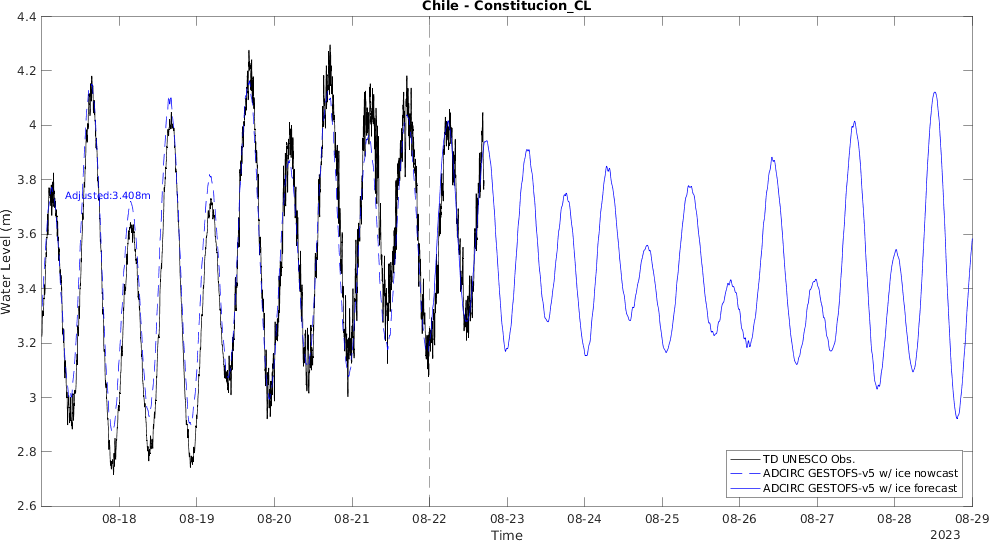 Chile - Constitucion_CL
Water Level (m)
4.4
4.2
4
3.8
3.6
3.4
3.2
3
2.8
2.6
Adjusted:3.408m
TD UNESCO Obs.
ADCIRC GESTOFS-v5 w/ ice nowcast
ADCIRC GESTOFS-v5 w/ ice forecast
08-18 08-19 08-20 08-21 08-22 08-23 08-24 08-25 08-26 08-27 08-28 08-29
Time
2023